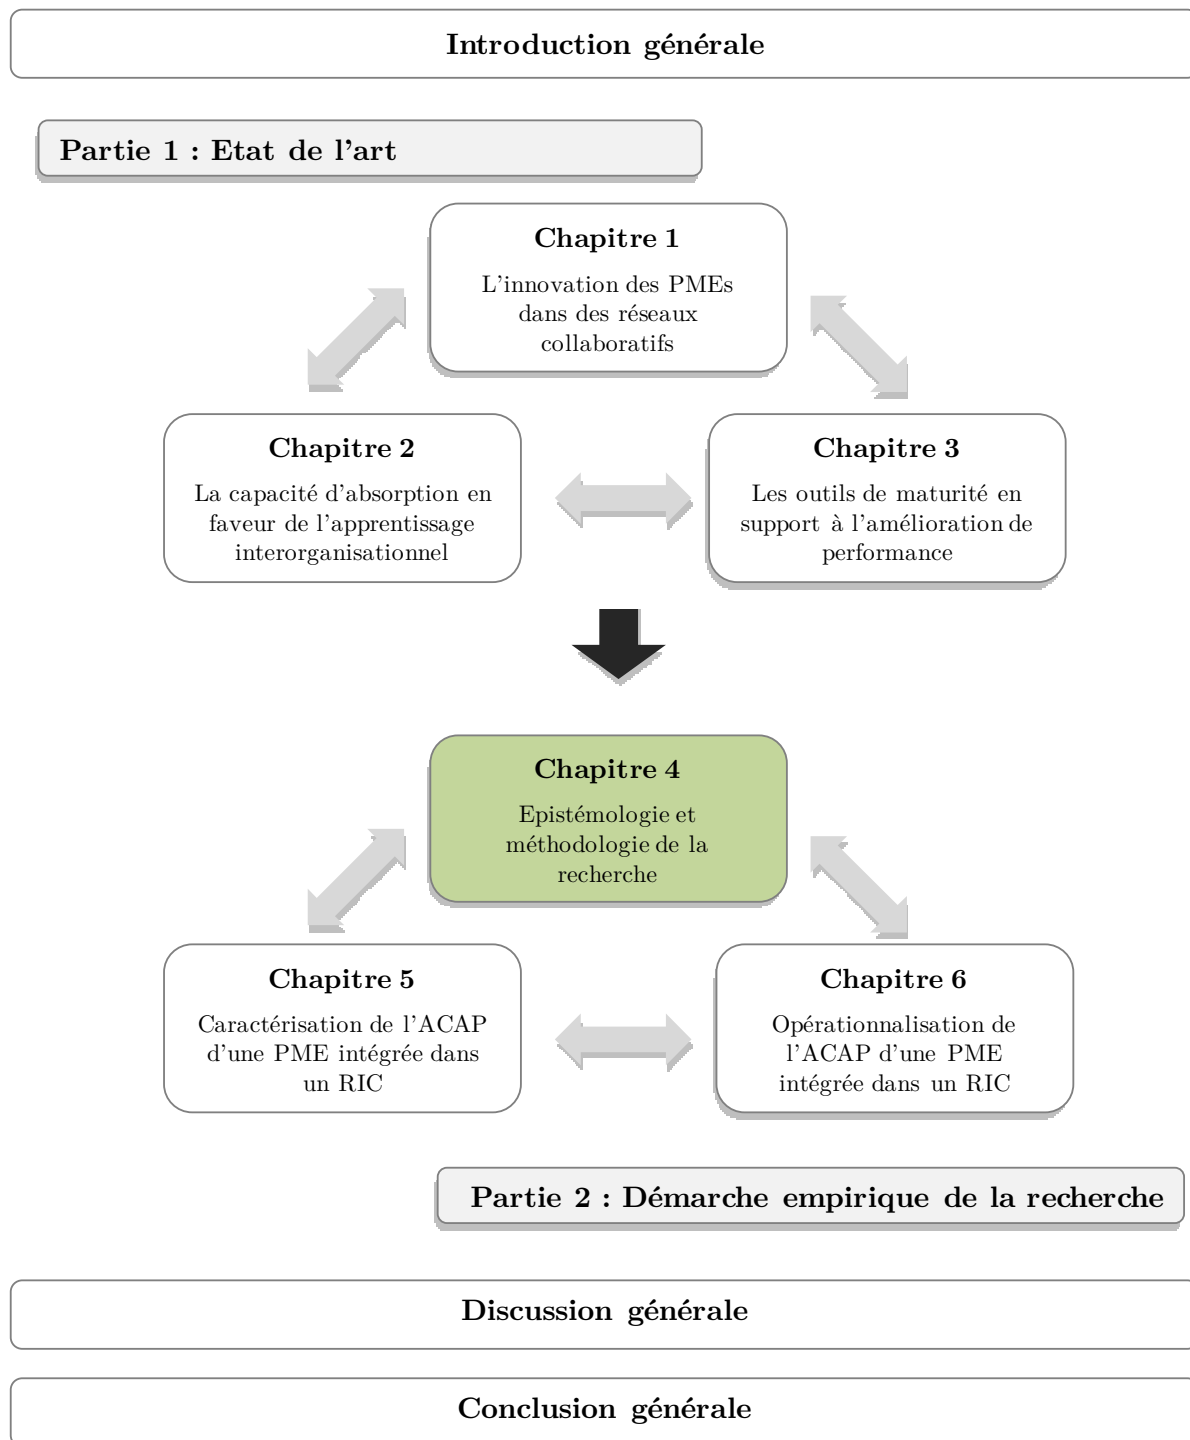 Introduction générale
Partie 1 : Etat de l'art
Chapitre 1
L'innovation des PMEs
dans des réseaux
collaboratifs
Chapitre 2
La capacité d'absorption en
faveur de l'apprentissage
interorganisationnel
Chapitre 3
Les outils de maturité en
support à l'amélioration de
performance
Chapitre 4
Epistémologie et
méthodologie de la
recherche
Chapitre 5
Caractérisation de l'ACAP
d'une PME intégrée dans
un RIC
Chapitre 6
Opérationnalisation de
l'ACAP d'une PME
intégrée dans un RIC
Partie 2 : Démarche empirique de la recherche
Discussion générale
Conclusion générale